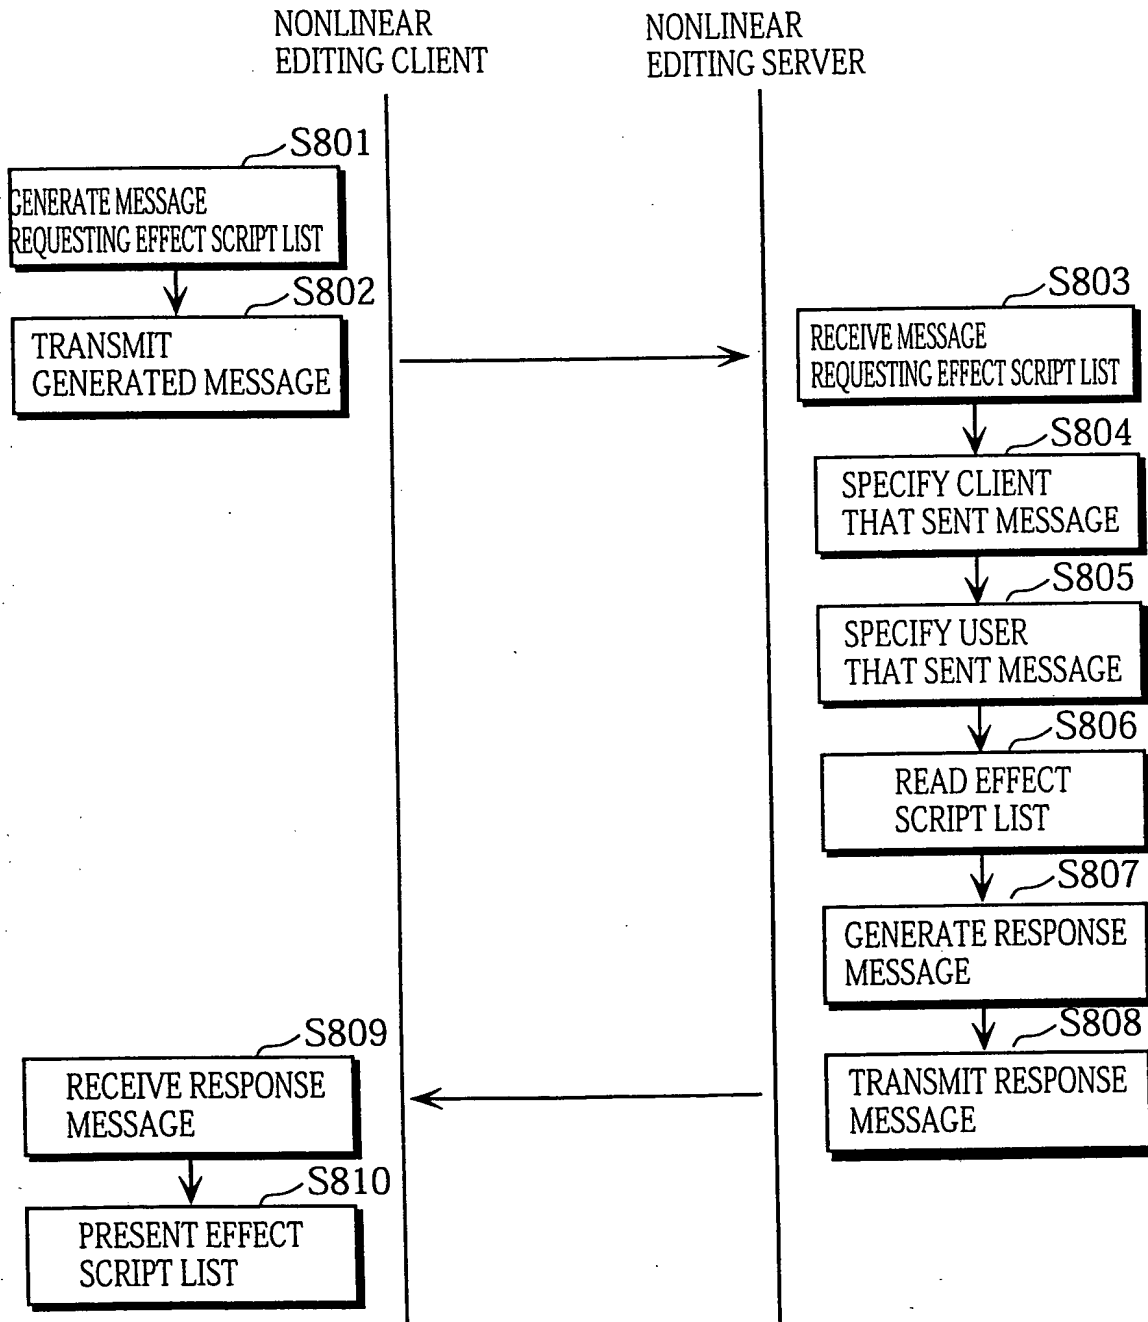 NONLINEAR
EDITING CLIENT
NONLINEAR
EDITING SERVER
S801
GENERATE MESSAGE
REQUESTING EFFECT SCRIPT LIST
S802
TRANSMIT
GENERATED MESSAGE
S803
RECEIVE MESSAGE
REQUESTING EFFECT SCRIPT LIST
S804
SPECIFY CLIENT
THAT SENT MESSAGE
S805
SPECIFY USER
THAT SENT MESSAGE
S806
READ EFFECT
SCRIPT LIST
S807
GENERATE RESPONSE
MESSAGE
S808
TRANSMIT RESPONSE
MESSAGE
S809
RECEIVE RESPONSE
MESSAGE
S810
PRESENT EFFECT
SCRIPT LIST